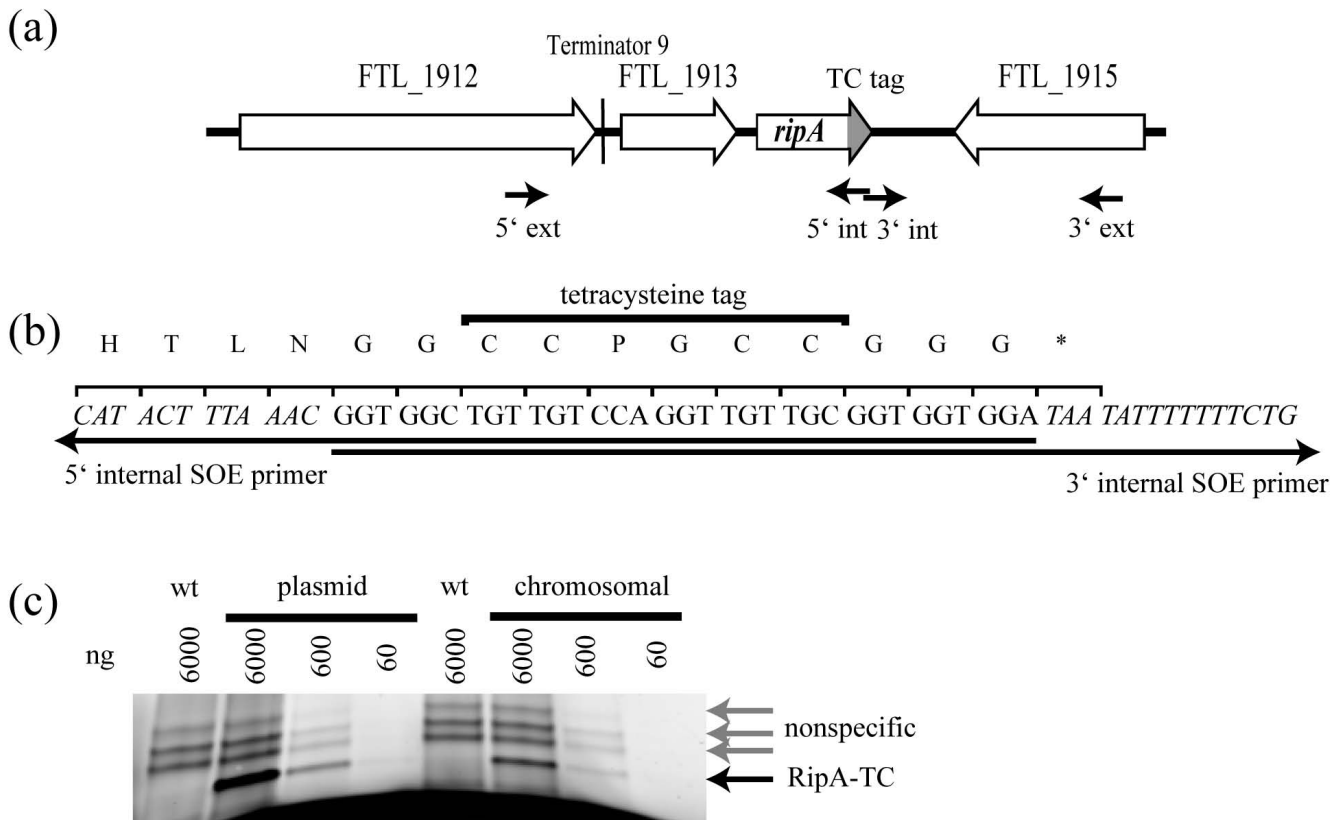 (a)
Terminator 9
FTL_1912 FTL_1913 TC tag FTL_1915
ripA
5‘ ext 5‘ int 3‘ int 3‘ ext
tetracysteine tag
(b)
H T L N G G C C P G C C G G G *
CAT ACT TTA AAC GGT GGC TGT TGT CCA GGT TGT TGC GGT GGT GGA TAA TATTTTTTTCTG
5‘ internal SOE primer 3‘ internal SOE primer
(c)
wt plasmid wt chromosomal
ng 6000 6000 600 60 6000 6000 600 60
nonspecific
RipA-TC